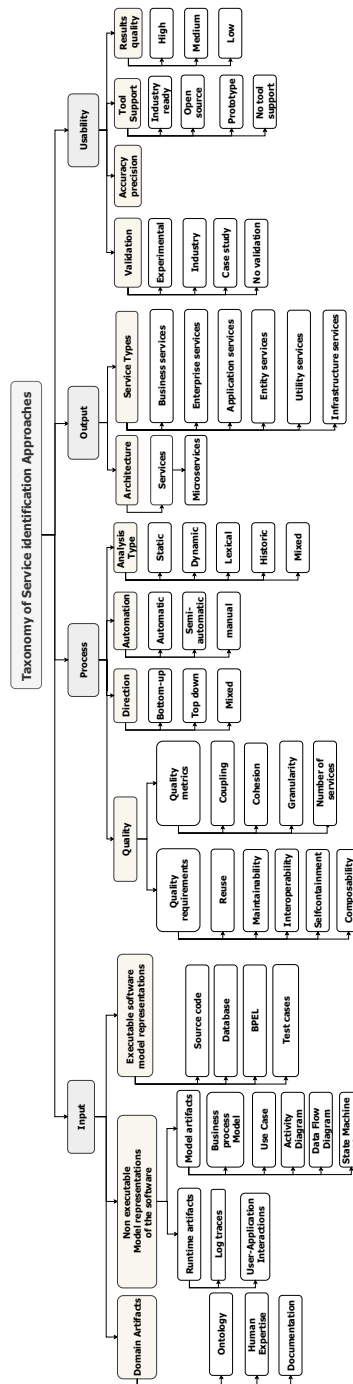 Taxonomy of Service identification Approaches
Input
Process
Output
Usability
Domain Artifacts
Ontology
Human
Expertise
Documentation
Non executable
Model representations
of the software
Runtime artifacts
Log traces
User-Application
Interactions
Model artifacts
Business
process
Model
Use Case
Activity
Diagram
Data Flow
Diagram
State Machine
Executable software
model representations
Source code
Database
BPEL
Test cases
Quality
Quality
requirements
Reuse
Maintainability
Interoperability
Selfcontainment
Composability
Quality
metrics
Coupling
Cohesion
Granularity
Number of
services
Direction
Bottom-up
Top down
Mixed
Automation
Automatic
Semi-
automatic
manual
Analysis
Type
Static
Dynamic
Lexical
Historic
Mixed
Architecture
Services
Microservices
Service Types
Business services
Enterprise services
Application services
Entity services
Utility services
Infrastructure services
Validation
Experimental
Industry
Case study
No validation
Accuracy
precision
Tool
Support
Industry
ready
Open
source
Prototype
No tool
support
Results
quality
High
Medium
Low